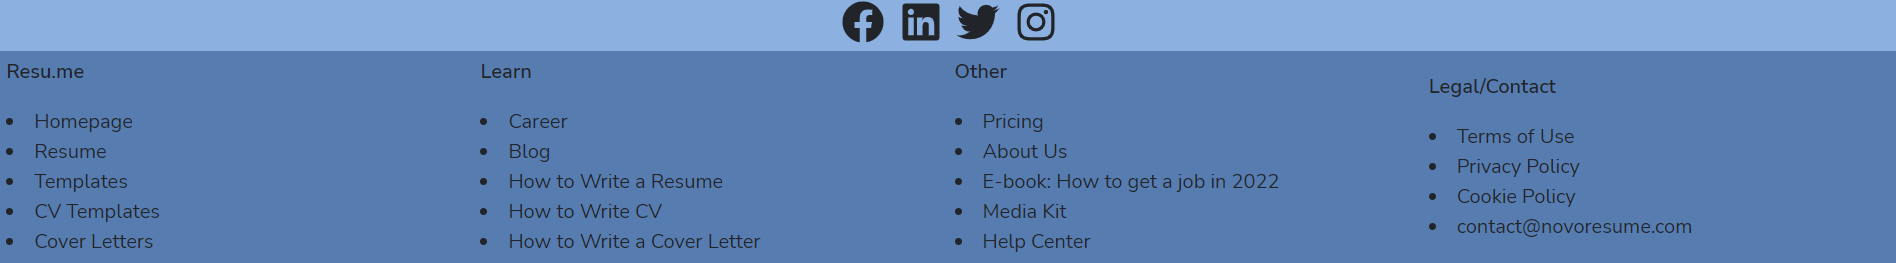 Resu.me
Homepage
Resume
Templates
CV Templates
Cover Letters
Learn
Career
Blog
How to Write a Resume
How to Write CV
How to Write a Cover Letter
Other
Pricing
About Us
E-book: How to get a job in 2022
Media Kit
Help Center
Legal/Contact
Terms of Use
Privacy Policy
Cookie Policy
contact@novoresume.com